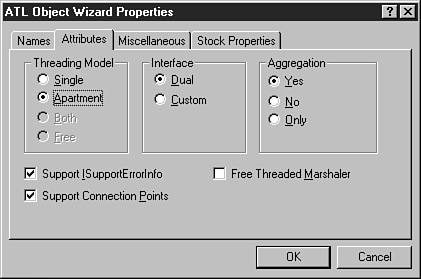 ATL Object Wizard Properties
Names Attributes Miscellaneous Stock Properties
Threading Model Interface Aggregation
Single Dual Yes
Apartment Custom No
Both Only
Free
Support ISupportErrorInfo Free Threaded Marshaler
Support Connection Points
OK Cancel